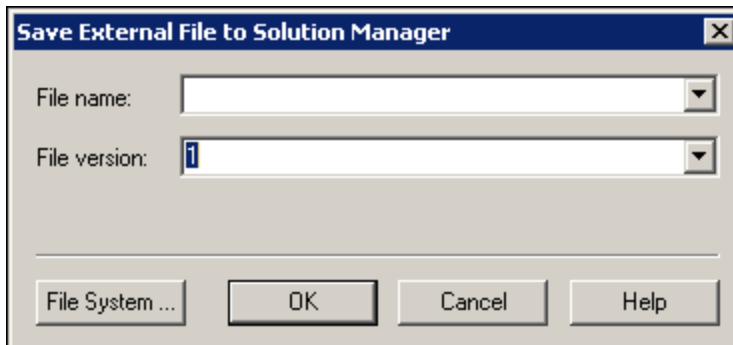 Save External File to Solution Manager
File name:
File version: 1
File System ... OK Cancel Help